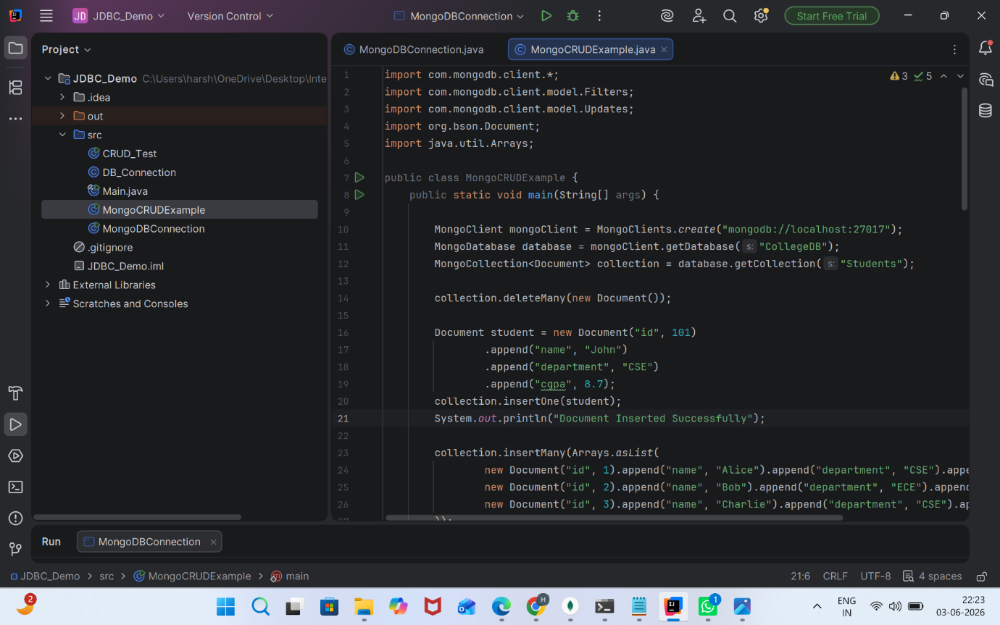 JD JDBC_Demo Version Control MongoDBConnection Start Free Trial
Project
JDBC_Demo C:\Users\harsh\OneDrive\Desktop\Inte
.idea
out
src
CRUD_Test
DB_Connection
Main.java
MongoCRUDExample
MongoDBConnection
.gitignore
JDBC_Demo.iml
External Libraries
Scratches and Consoles
MongoDBConnection.java MongoCRUDExample.java
3 5
1 import com.mongodb.client.*;
2 import com.mongodb.client.model.Filters;
3 import com.mongodb.client.model.Updates;
4 import org.bson.Document;
5 import java.util.Arrays;
6
7 public class MongoCRUDExample {
8 public static void main(String[] args) {
9
10 MongoClient mongoClient = MongoClients.create("mongodb://localhost:27017");
11 MongoDatabase database = mongoClient.getDatabase( s: "CollegeDB");
12 MongoCollection<Document> collection = database.getCollection( s: "Students");
13
14 collection.deleteMany(new Document());
15
16 Document student = new Document("id", 101)
17 .append("name", "John")
18 .append("department", "CSE")
19 .append("cgpa", 8.7);
20 collection.insertOne(student);
21 System.out.println("Document Inserted Successfully");
22
23 collection.insertMany(Arrays.asList(
24 new Document("id", 1).append("name", "Alice").append("department", "CSE").appe
25 new Document("id", 2).append("name", "Bob").append("department", "ECE").append
26 new Document("id", 3).append("name", "Charlie").append("department", "CSE").ap
));
Run MongoDBConnection
JDBC_Demo > src > MongoCRUDExample > main 21:6 CRLF UTF-8 4 spaces
2 H 1 ENG 22:23
IN 03-06-2026